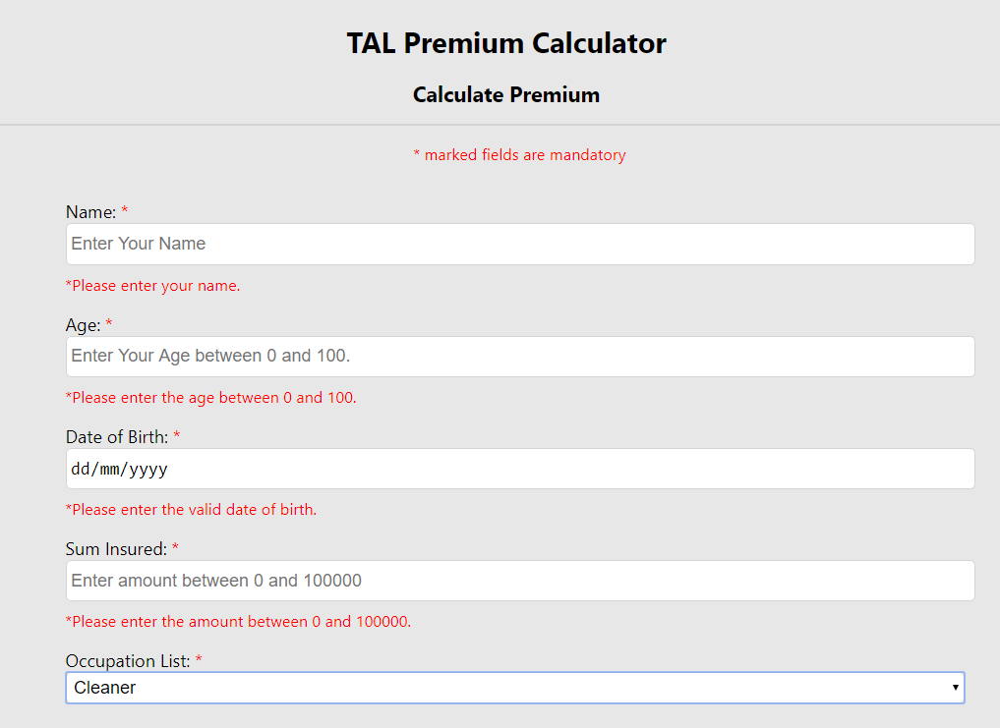 TAL Premium Calculator
Calculate Premium
* marked fields are mandatory
Name: *
Enter Your Name
*Please enter your name.
Age: *
Enter Your Age between 0 and 100.
*Please enter the age between 0 and 100.
Date of Birth: *
dd/mm/yyyy
*Please enter the valid date of birth.
Sum Insured: *
Enter amount between 0 and 100000
*Please enter the amount between 0 and 100000.
Occupation List: *
Cleaner